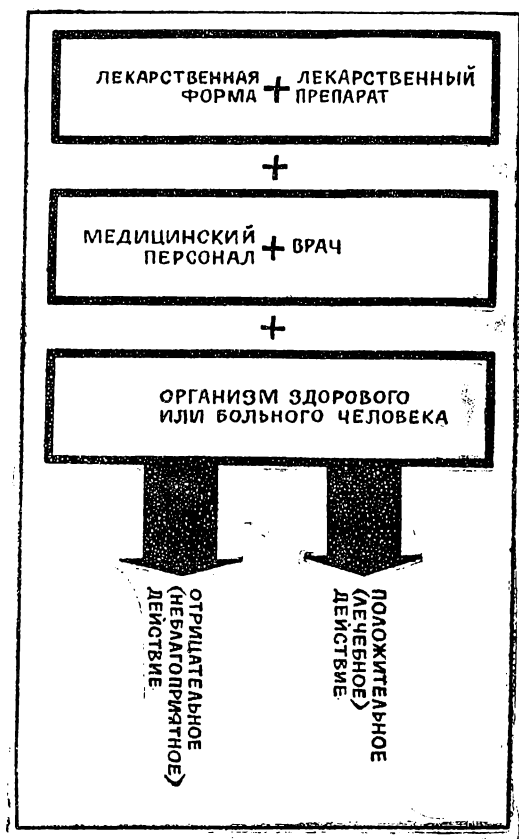 ЛЕКАРСТВЕННАЯ + ЛЕКАРСТВЕННЫЙ
ФОРМА ПРЕПАРАТ
+
МЕДИЦИНСКИЙ + ВРАЧ
ПЕРСОНАЛ
+
ОРГАНИЗМ ЗДОРОВОГО
ИЛИ БОЛЬНОГО ЧЕЛОВЕКА
ОТРИЦАТЕЛЬНОЕ
(НЕБЛАГОПРИЯТНОЕ)
ДЕЙСТВИЕ
ПОЛОЖИТЕЛЬНОЕ
(ЛЕЧЕБНОЕ)
ДЕЙСТВИЕ